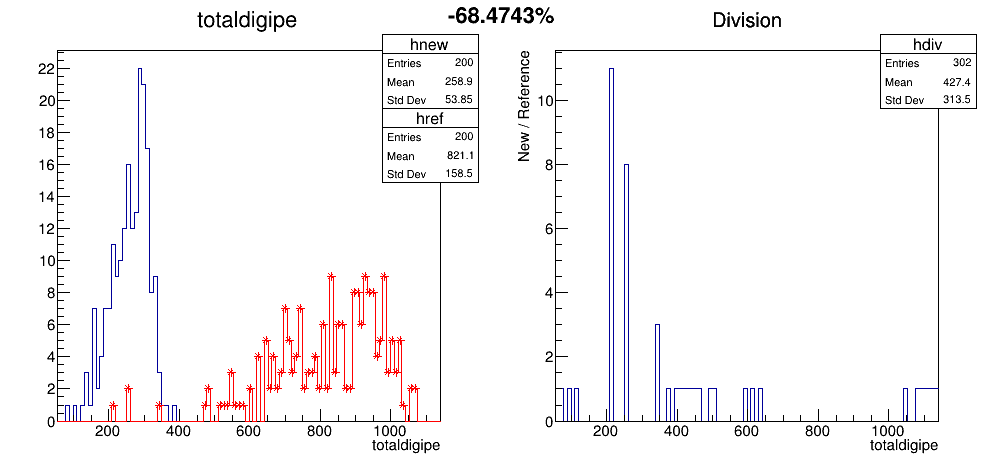 -68.4743%
totaldigipe
hnew
Entries 200
Mean 258.9
Std Dev 53.85
href
Entries 200
Mean 821.1
Std Dev 158.5
22
20
18
16
14
12
10
8
6
4
2
0
200 400 600 800 1000
totaldigipe
Division
hdiv
Entries 302
Mean 427.4
Std Dev 313.5
New / Reference
10
8
6
4
2
0
200 400 600 800 1000
totaldigipe